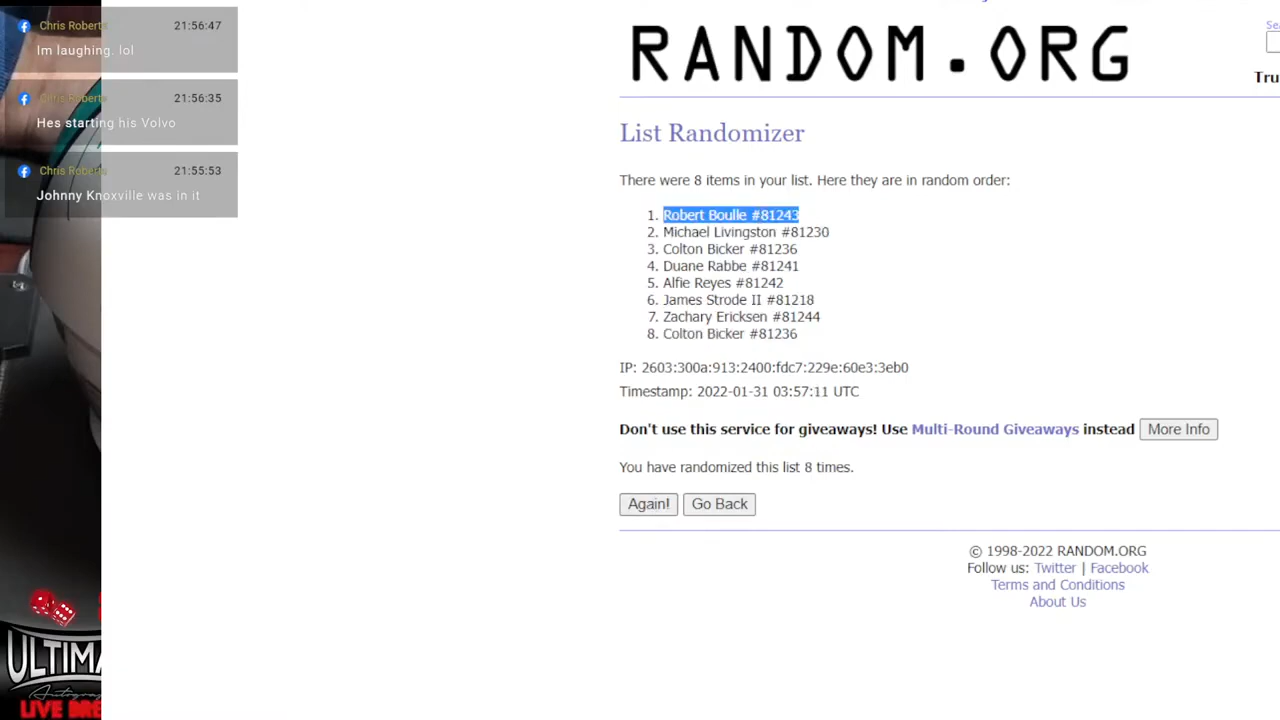 Chris Roberts 21:56:47
Im laughing. lol
Chris Roberts 21:56:35
Hes starting his Volvo
Chris Roberts 21:55:53
Johnny Knoxville was in it
RANDOM.ORG
Tru
List Randomizer
There were 8 items in your list. Here they are in random order:
1. Robert Boulle #81243
2. Michael Livingston #81230
3. Colton Bicker #81236
4. Duane Rabbe #81241
5. Alfie Reyes #81242
6. James Strode II #81218
7. Zachary Ericksen #81244
8. Colton Bicker #81236
IP: 2603:300a:913:2400:fdc7:229e:60e3:3eb0
Timestamp: 2022-01-31 03:57:11 UTC
Don't use this service for giveaways! Use Multi-Round Giveaways instead More Info
You have randomized this list 8 times.
Again! Go Back
© 1998-2022 RANDOM.ORG
Follow us: Twitter | Facebook
Terms and Conditions
About Us
ULTIMA
Autogra
LIVE BRE